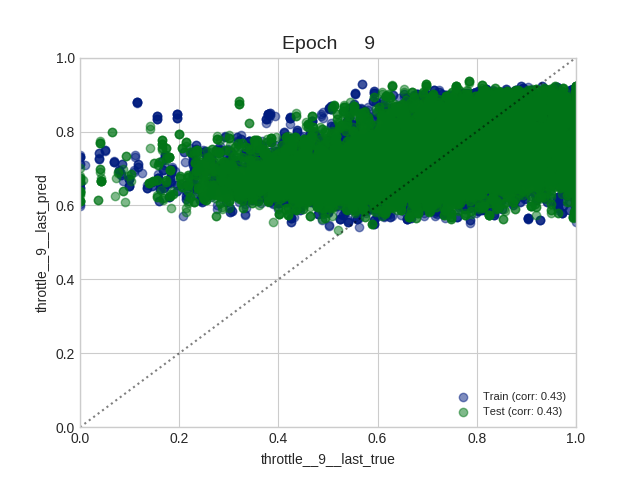 Epoch     9
1.0
0.8
0.6
0.4
0.2
0.0
throttle__9__last_pred
0.0 0.2 0.4 0.6 0.8 1.0
throttle__9__last_true
Train (corr: 0.43)
Test (corr: 0.43)